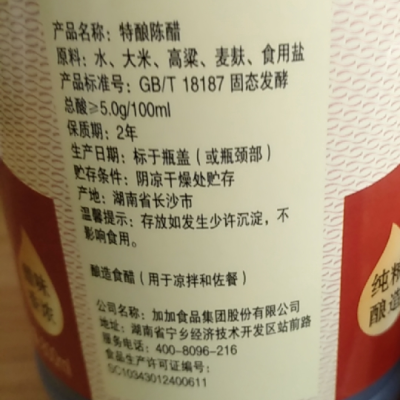 产品名称：特酿陈醋
原料：水、大米、高粱、麦麸、食用盐
产品标准号：GB/T 18187 固态发酵
总酸≥5.0g/100ml
保质期：2年
生产日期：标于瓶盖（或瓶颈部）
贮存条件：阴凉干燥处贮存
产地：湖南省长沙市
温馨提示：存放如发生少许沉淀，不
影响食用。
酿造食醋（用于凉拌和佐餐）
公司名称：加加食品集团股份有限公司
地址：湖南省宁乡经济技术开发区站前路
服务电话：400-8096-216
食品生产许可证编号：
SC10343012400611
纯粮
酿造